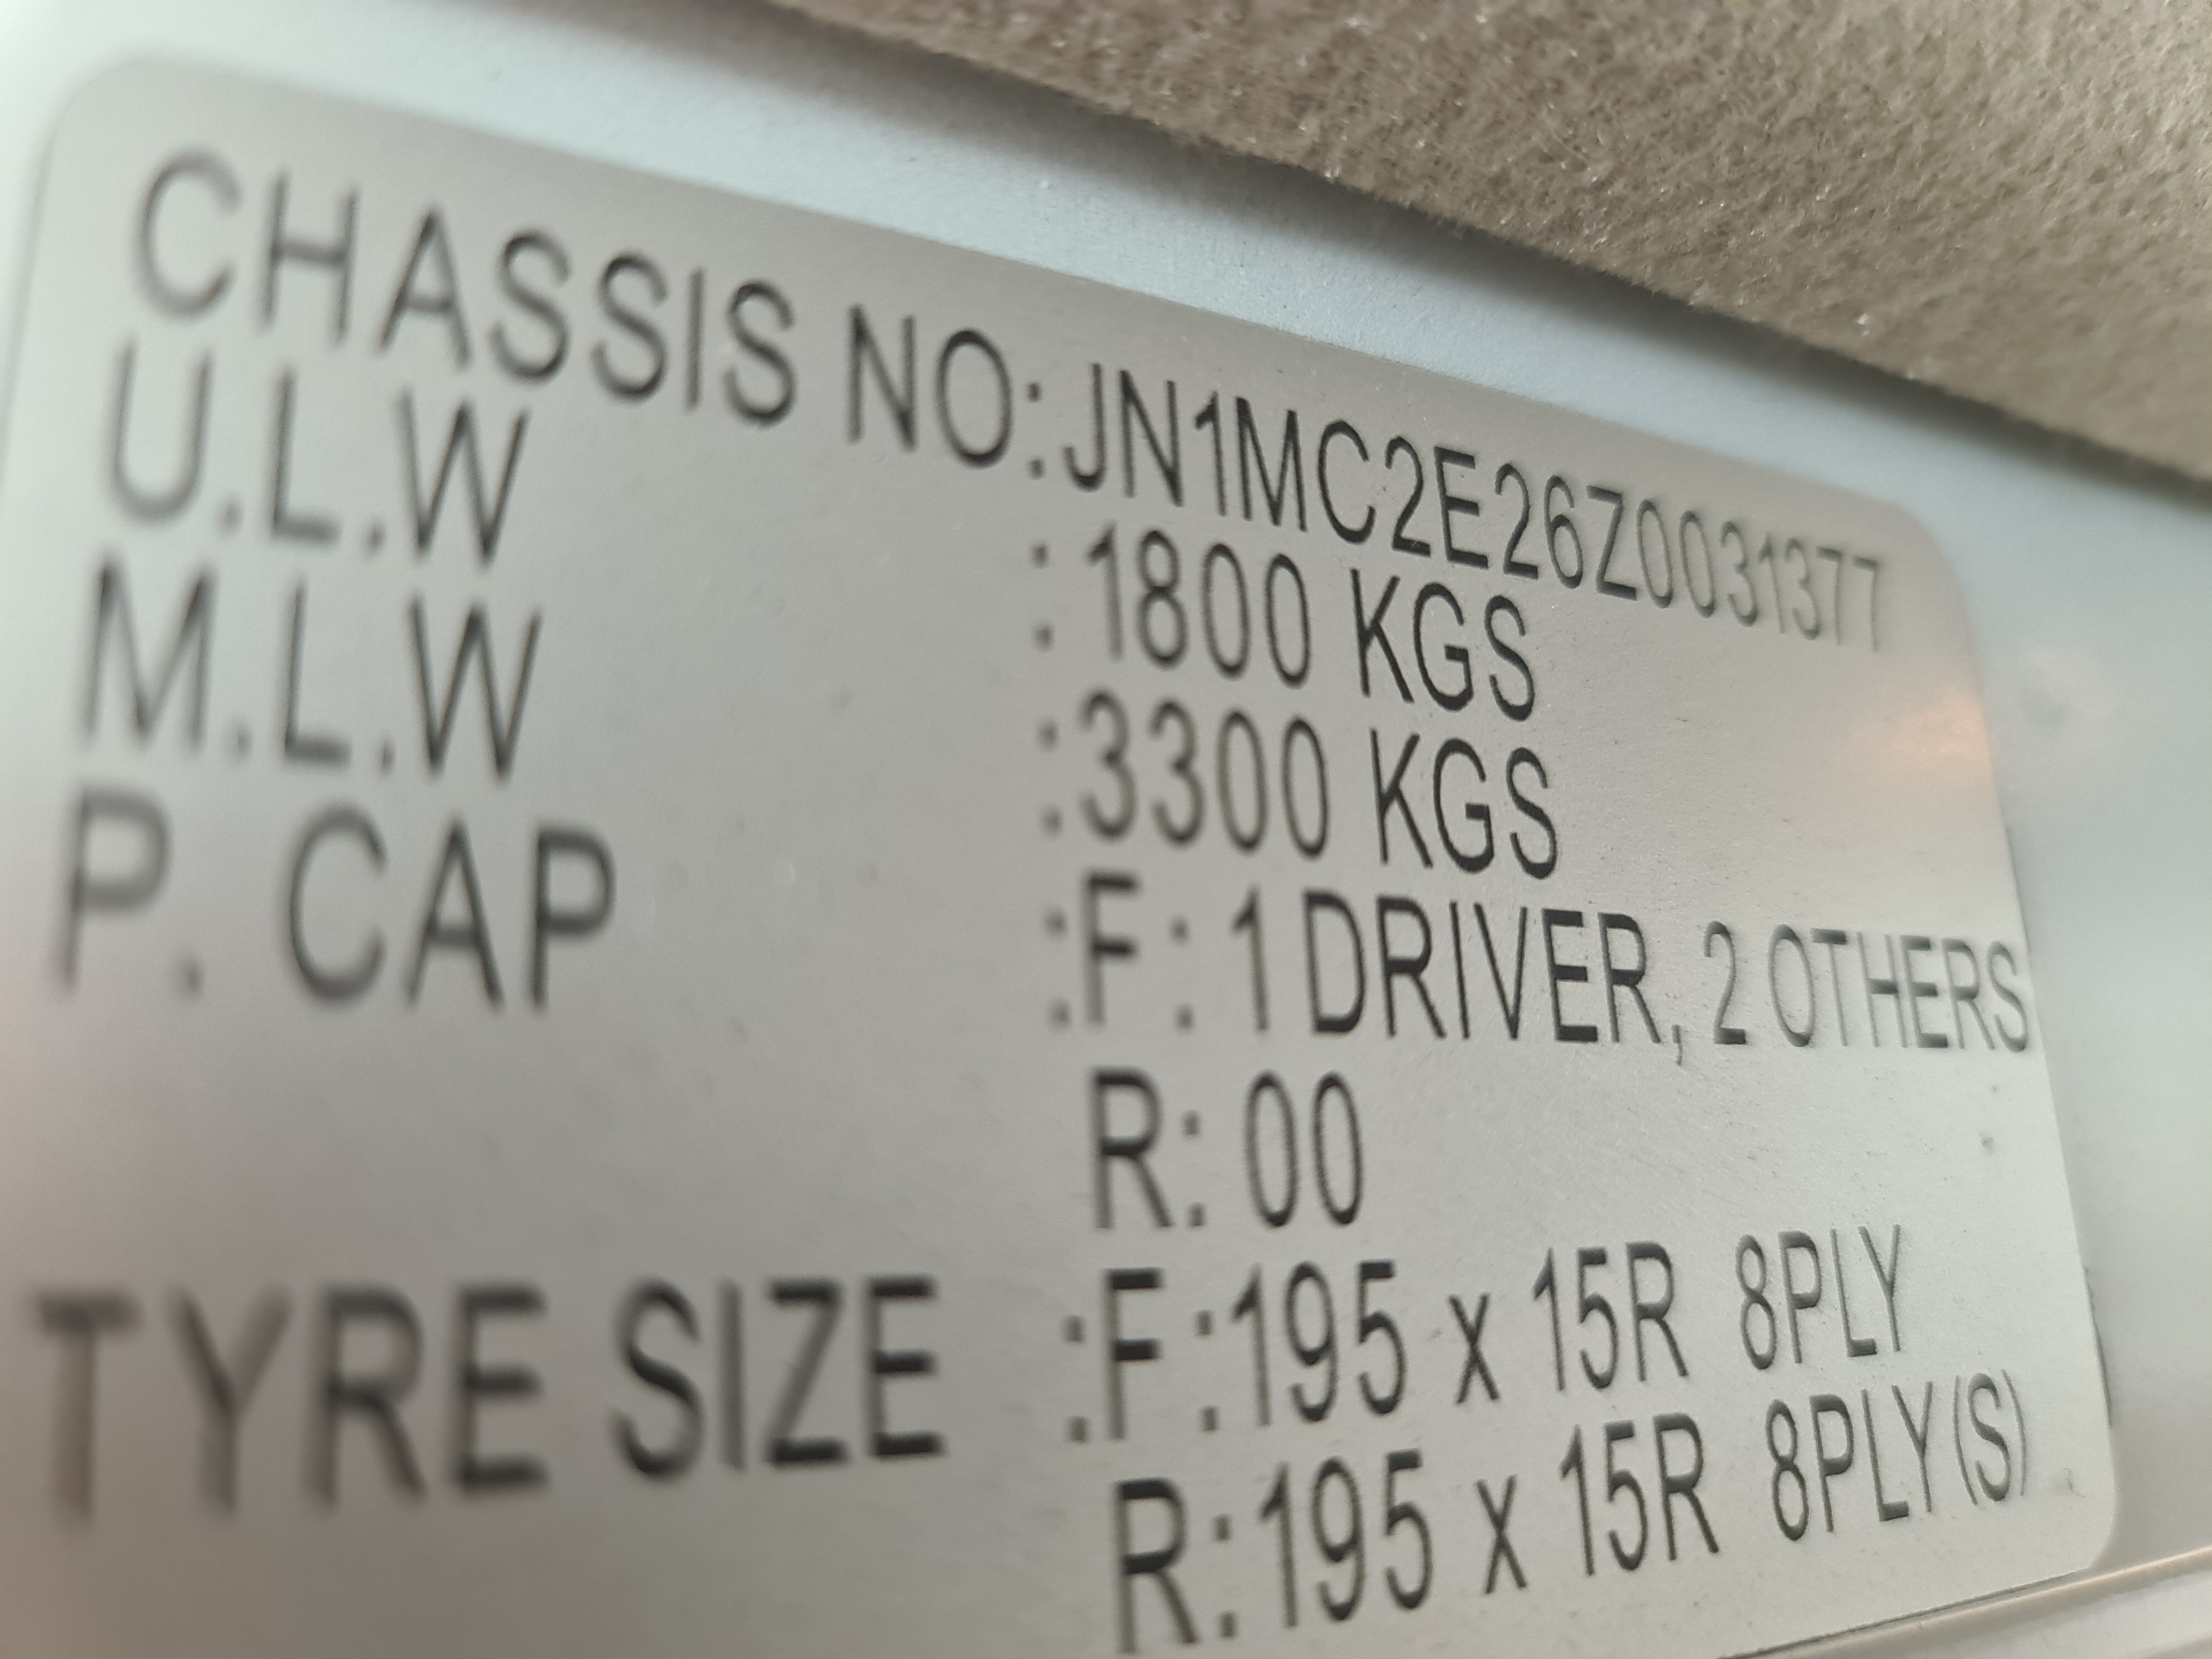 CHASSIS NO:JN1MC2E26Z0031377
U.L.W :1800 KGS
M.L.W :3300 KGS
P. CAP :F: 1 DRIVER, 2 OTHERS
R: 00
TYRE SIZE :F:195 x 15R 8PLY
R:195 x 15R 8PLY(S)